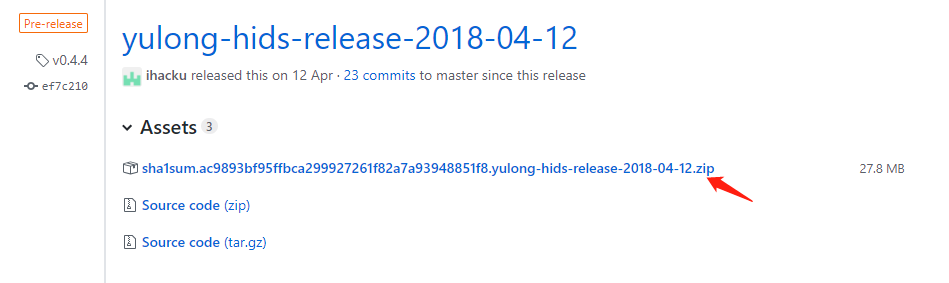 Pre-release
v0.4.4
ef7c210
yulong-hids-release-2018-04-12
ihacku released this on 12 Apr · 23 commits to master since this release
Assets 3
sha1sum.ac9893bf95ffbca299927261f82a7a93948851f8.yulong-hids-release-2018-04-12.zip 27.8 MB
Source code (zip)
Source code (tar.gz)